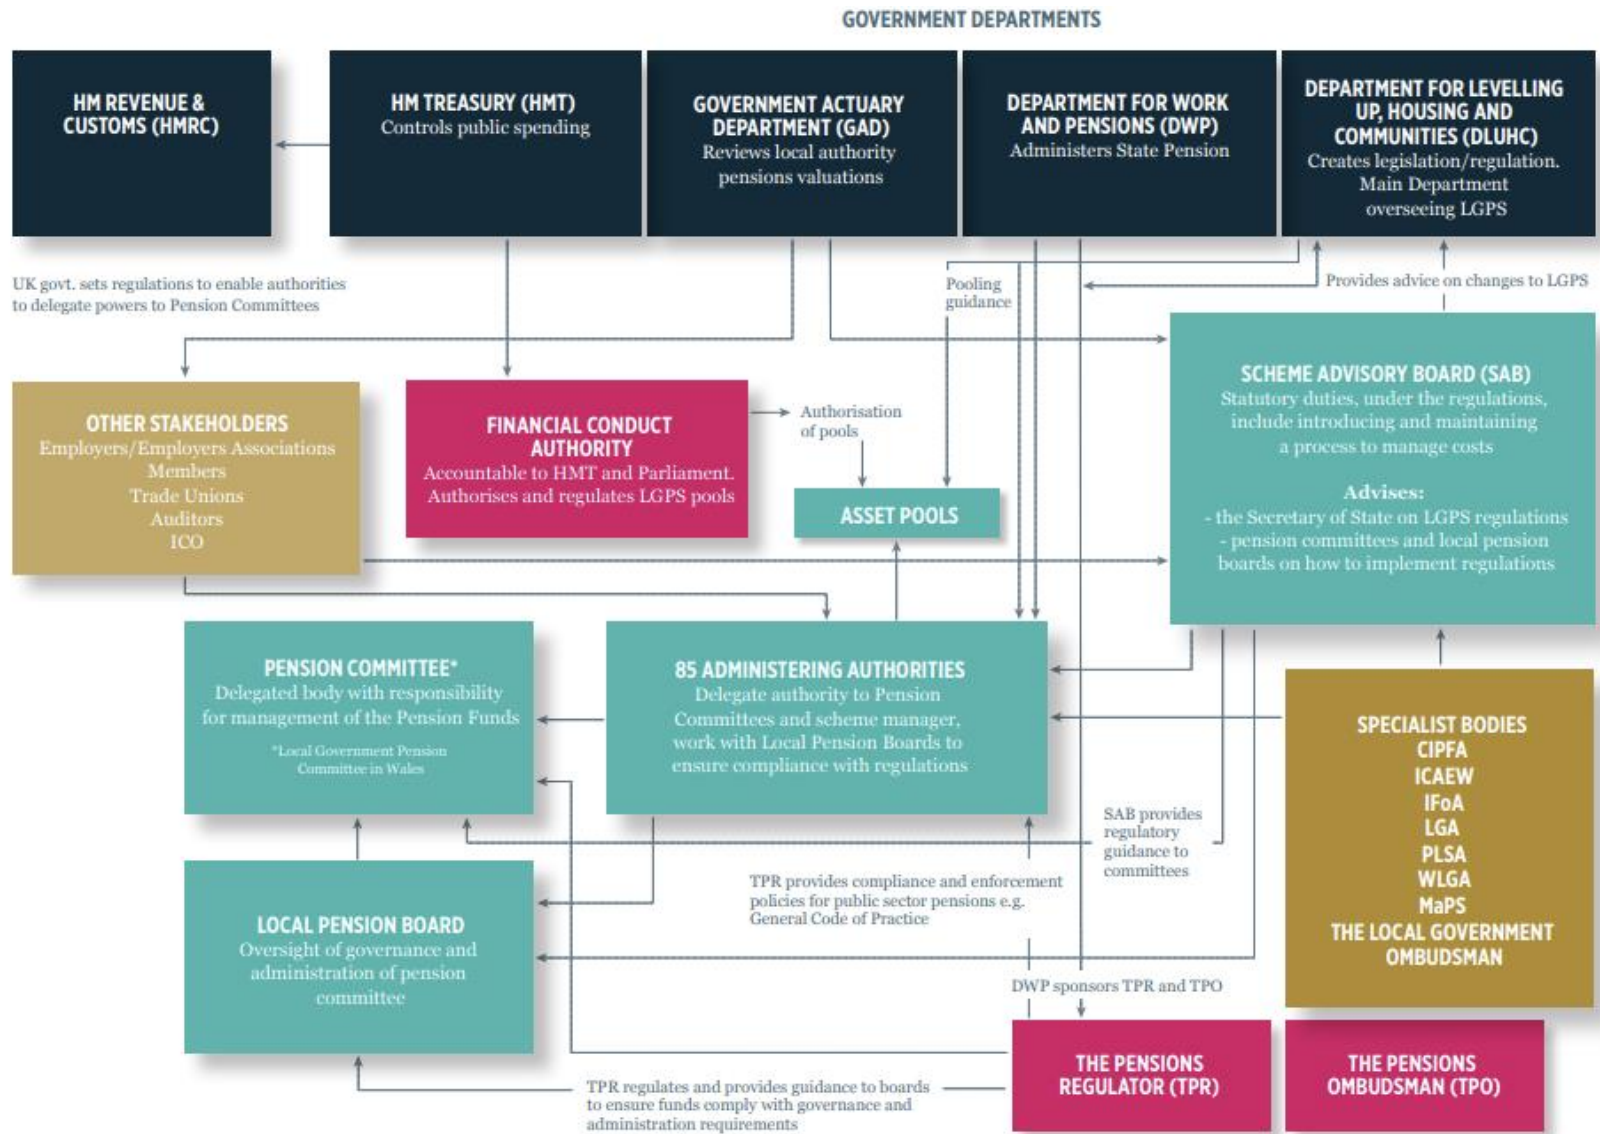 GOVERNMENT DEPARTMENTS
HM REVENUE &
CUSTOMS (HMRC)
HM TREASURY (HMT)
Controls public spending
GOVERNMENT ACTUARY
DEPARTMENT (GAD)
Reviews local authority
pensions valuations
DEPARTMENT FOR WORK
AND PENSIONS (DWP)
Administers State Pension
DEPARTMENT FOR LEVELLING
UP, HOUSING AND
COMMUNITIES (DLUHC)
Creates legislation/regulation.
Main Department
overseeing LGPS
UK govt. sets regulations to enable authorities
to delegate powers to Pension Committees
Pooling
guidance
Provides advice on changes to LGPS
OTHER STAKEHOLDERS
Employers/Employers Associations
Members
Trade Unions
Auditors
ICO
FINANCIAL CONDUCT
AUTHORITY
Accountable to HMT and Parliament.
Authorises and regulates LGPS pools
Authorisation
of pools
ASSET POOLS
SCHEME ADVISORY BOARD (SAB)
Statutory duties, under the regulations,
include introducing and maintaining
a process to manage costs
Advises:
- the Secretary of State on LGPS regulations
- pension committees and local pension
boards on how to implement regulations
PENSION COMMITTEE*
Delegated body with responsibility
for management of the Pension Funds
*Local Government Pension
Committee in Wales
85 ADMINISTERING AUTHORITIES
Delegate authority to Pension
Committees and scheme manager,
work with Local Pension Boards to
ensure compliance with regulations
SPECIALIST BODIES
CIPFA
ICAEW
IFoA
LGA
PLSA
WLGA
MaPS
THE LOCAL GOVERNMENT
OMBUDSMAN
SAB provides
regulatory
guidance to
committees
TPR provides compliance and enforcement
policies for public sector pensions e.g.
General Code of Practice
LOCAL PENSION BOARD
Oversight of governance and
administration of pension
committee
DWP sponsors TPR and TPO
THE PENSIONS
REGULATOR (TPR)
THE PENSIONS
OMBUDSMAN (TPO)
TPR regulates and provides guidance to boards
to ensure funds comply with governance and
administration requirements